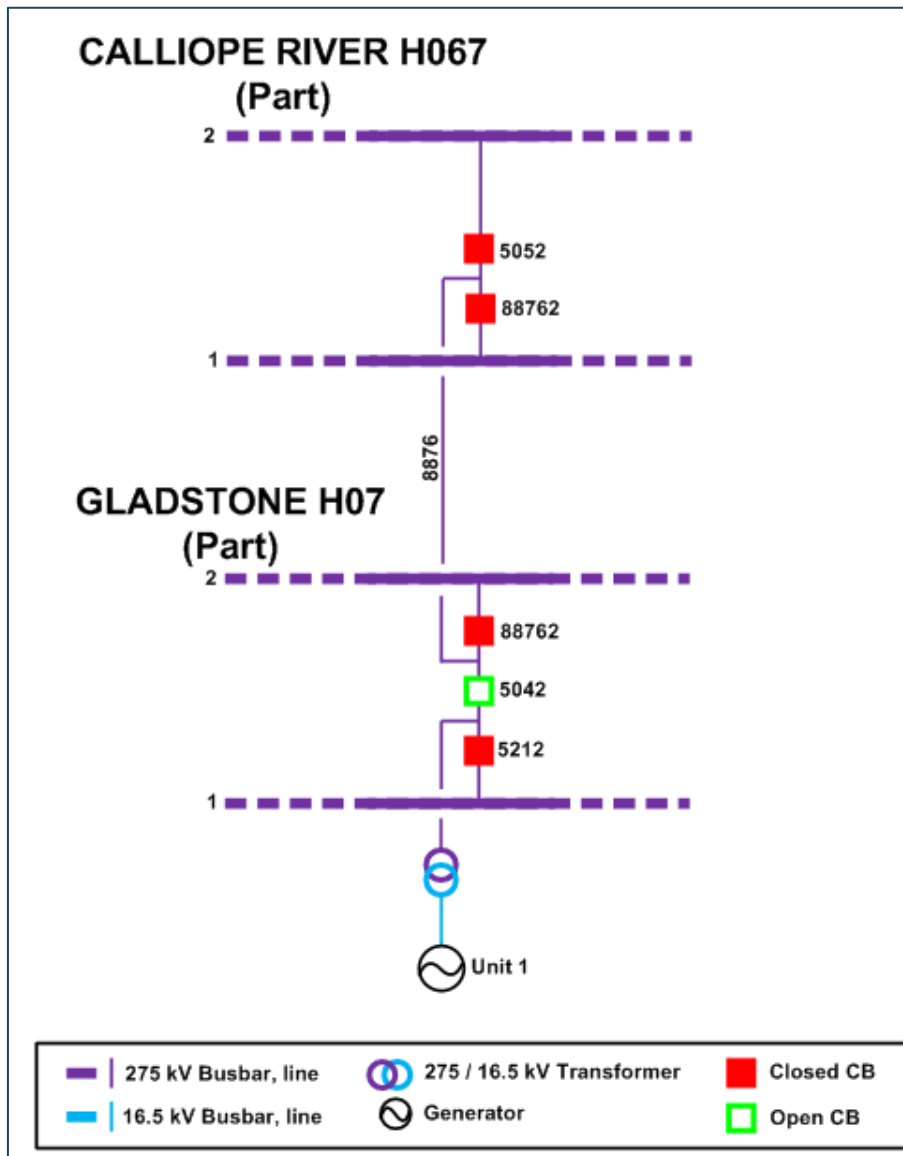 CALLIOPE RIVER H067
(Part)
2
5052
88762
1
8876
GLADSTONE H07
(Part)
2
88762
5042
5212
1
Unit 1
275 kV Busbar, line
275 / 16.5 kV Transformer
Closed CB
16.5 kV Busbar, line
Generator
Open CB